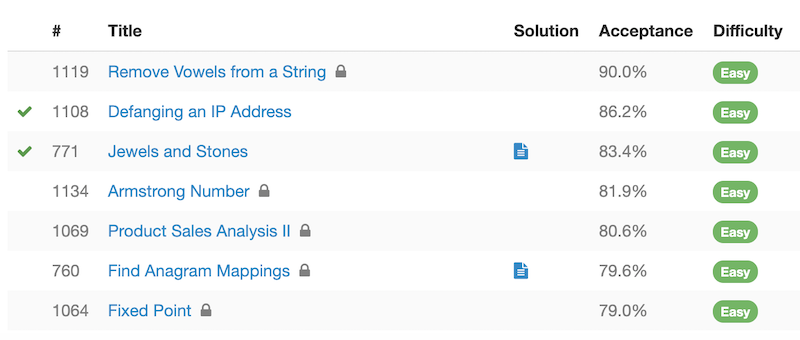 # Title Solution Acceptance Difficulty
1119 Remove Vowels from a String 90.0% Easy
1108 Defanging an IP Address 86.2% Easy
771 Jewels and Stones 83.4% Easy
1134 Armstrong Number 81.9% Easy
1069 Product Sales Analysis II 80.6% Easy
760 Find Anagram Mappings 79.6% Easy
1064 Fixed Point 79.0% Easy